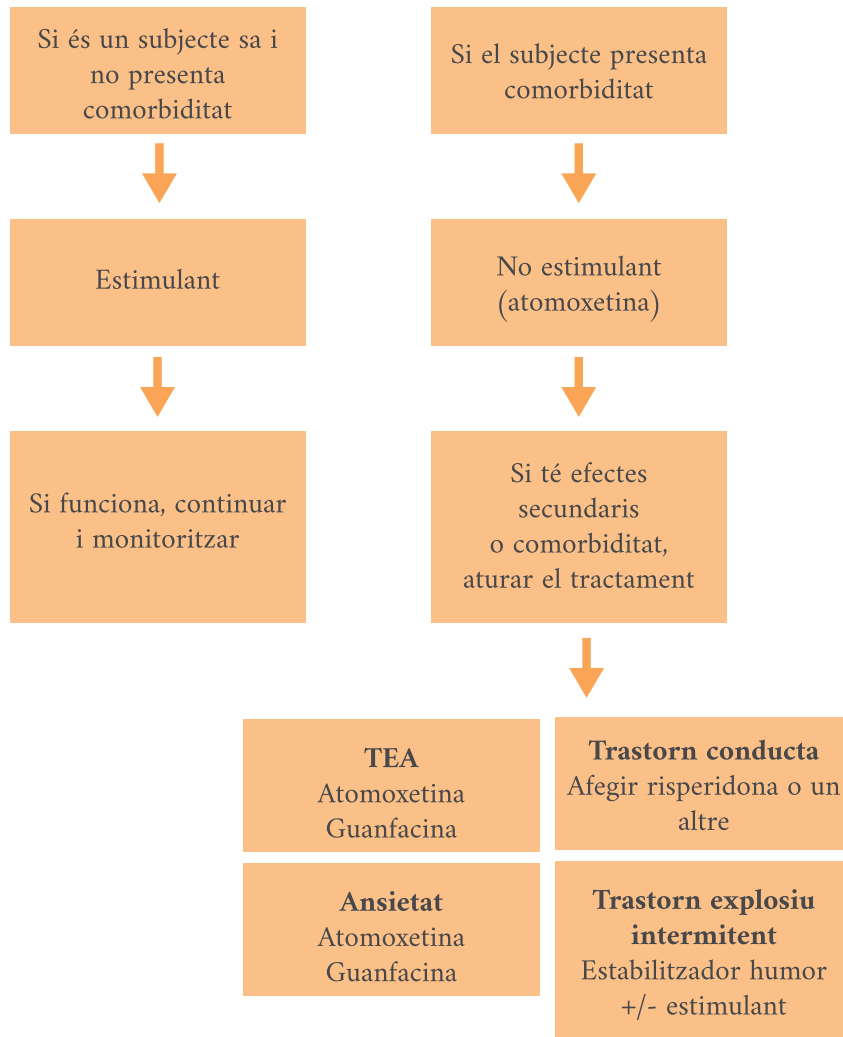 Si és un subjecte sa i
no presenta
comorbiditat
Si el subjecte presenta
comorbiditat
Estimulant
No estimulant
(atomoxetina)
Si funciona, continuar
i monitoritzar
Si té efectes
secundaris
o comorbiditat,
aturar el tractament
TEA
Atomoxetina
Guanfacina
Trastorn conducta
Afegir risperidona o un
altre
Ansietat
Atomoxetina
Guanfacina
Trastorn explosiu
intermitent
Estabilitzador humor
+/- estimulant